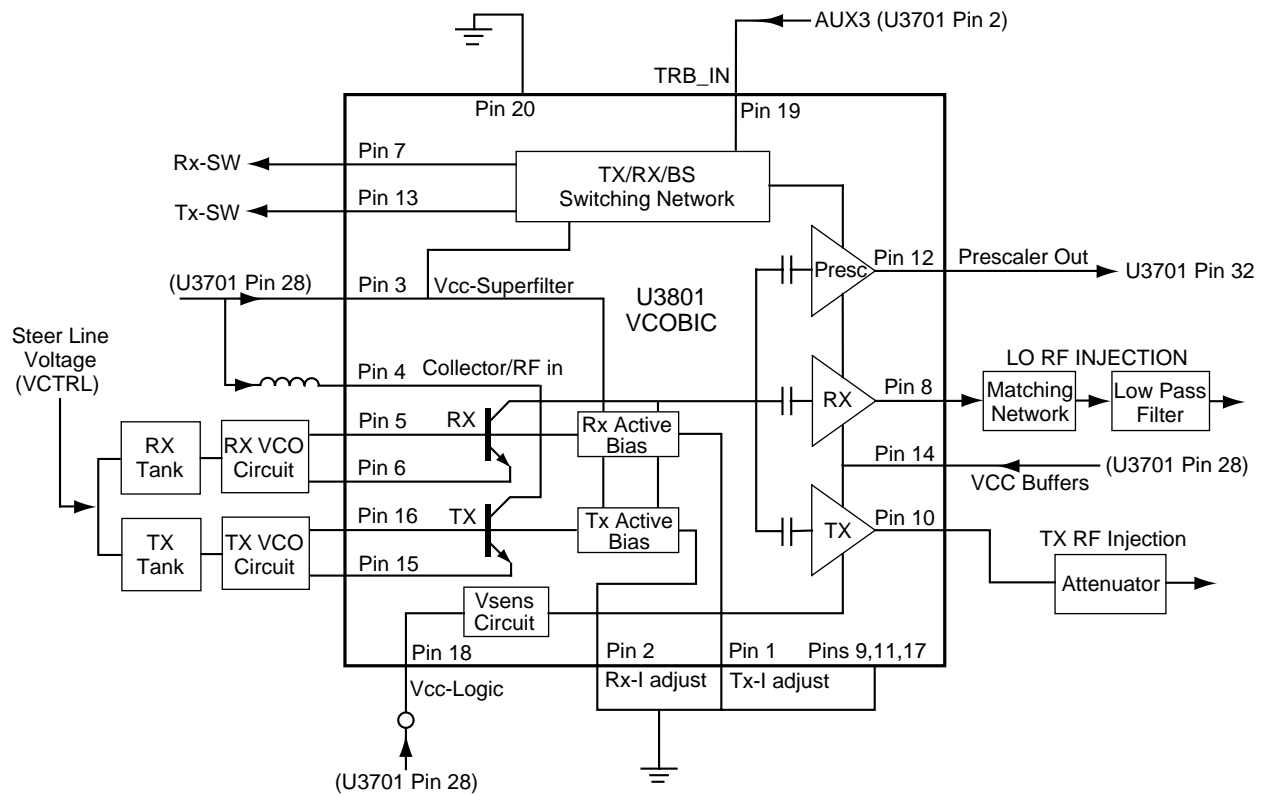 AUX3 (U3701 Pin 2)
TRB_IN
Pin 20
Pin 19
Rx-SW
Pin 7
TX/RX/BS
Switching Network
Tx-SW
Pin 13
Presc
Pin 12
Prescaler Out
U3701 Pin 32
(U3701 Pin 28)
Pin 3
Vcc-Superfilter
U3801
VCOBIC
Steer Line
Voltage
(VCTRL)
Pin 4
Collector/RF in
LO RF INJECTION
RX
Pin 8
Matching
Network
Low Pass
Filter
RX
Tank
RX VCO
Circuit
Pin 5
RX
Rx Active
Bias
Pin 6
Pin 14
VCC Buffers
(U3701 Pin 28)
TX
Tank
TX VCO
Circuit
Pin 16
TX
Tx Active
Bias
TX
Pin 10
Pin 15
TX RF Injection
Attenuator
Vsens
Circuit
Pin 18
Pin 2
Pin 1
Pins 9,11,17
Vcc-Logic
Rx-I adjust
Tx-I adjust
(U3701 Pin 28)